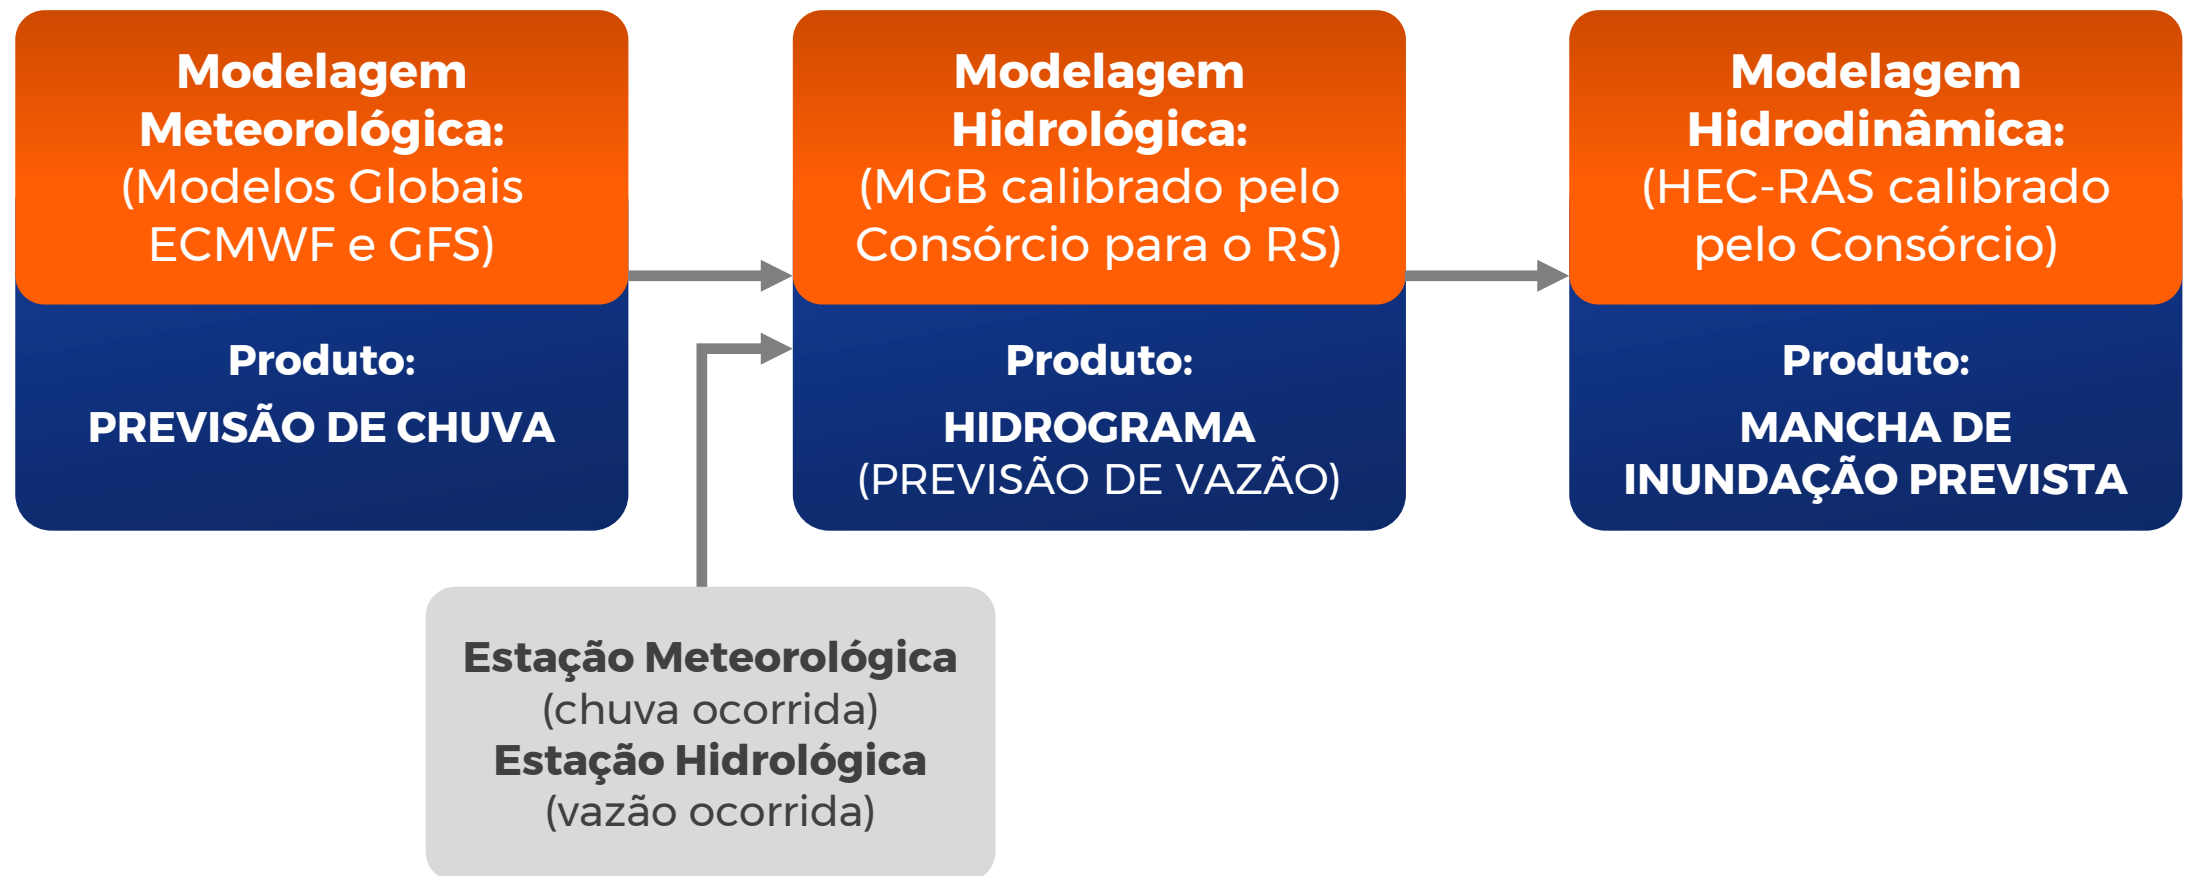 Modelagem
Meteorológica:
(Modelos Globais
ECMWF e GFS)
Produto:
PREVISÃO DE CHUVA
Modelagem
Hidrológica:
(MGB calibrado pelo
Consórcio para o RS)
Produto:
HIDROGRAMA
(PREVISÃO DE VAZÃO)
Modelagem
Hidrodinâmica:
(HEC-RAS calibrado
pelo Consórcio)
Produto:
MANCHA DE
INUNDAÇÃO PREVISTA
Estação Meteorológica
(chuva ocorrida)
Estação Hidrológica
(vazão ocorrida)